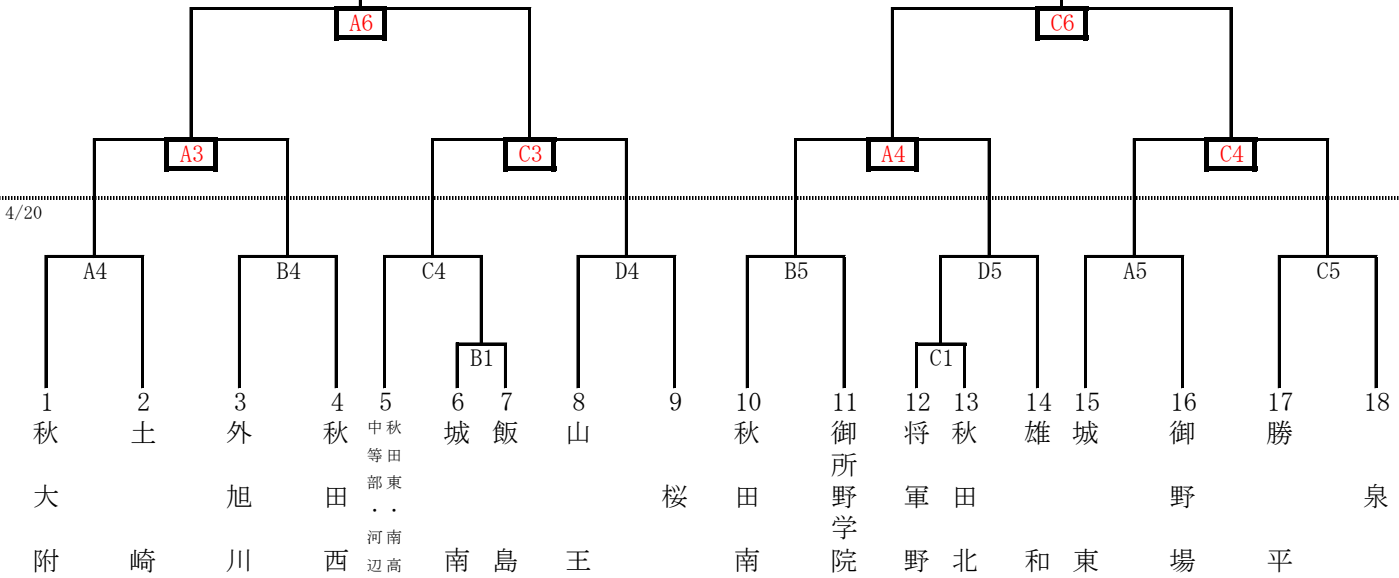 A6
C6
A3
C3
A4
C4
4/20
A4
B4
C4
D4
B5
D5
A5
C5
B1
C1
1
2
3
4
5
6
7
8
9
10
11
12
13
14
15
16
17
18
秋大附
土崎
外旭川
秋田西
秋田東・南高
中等部・河辺
城南
飯島
山王
桜
秋田南
御所野学院
将軍野
秋田北
雄和
城東
御野場
勝平
泉